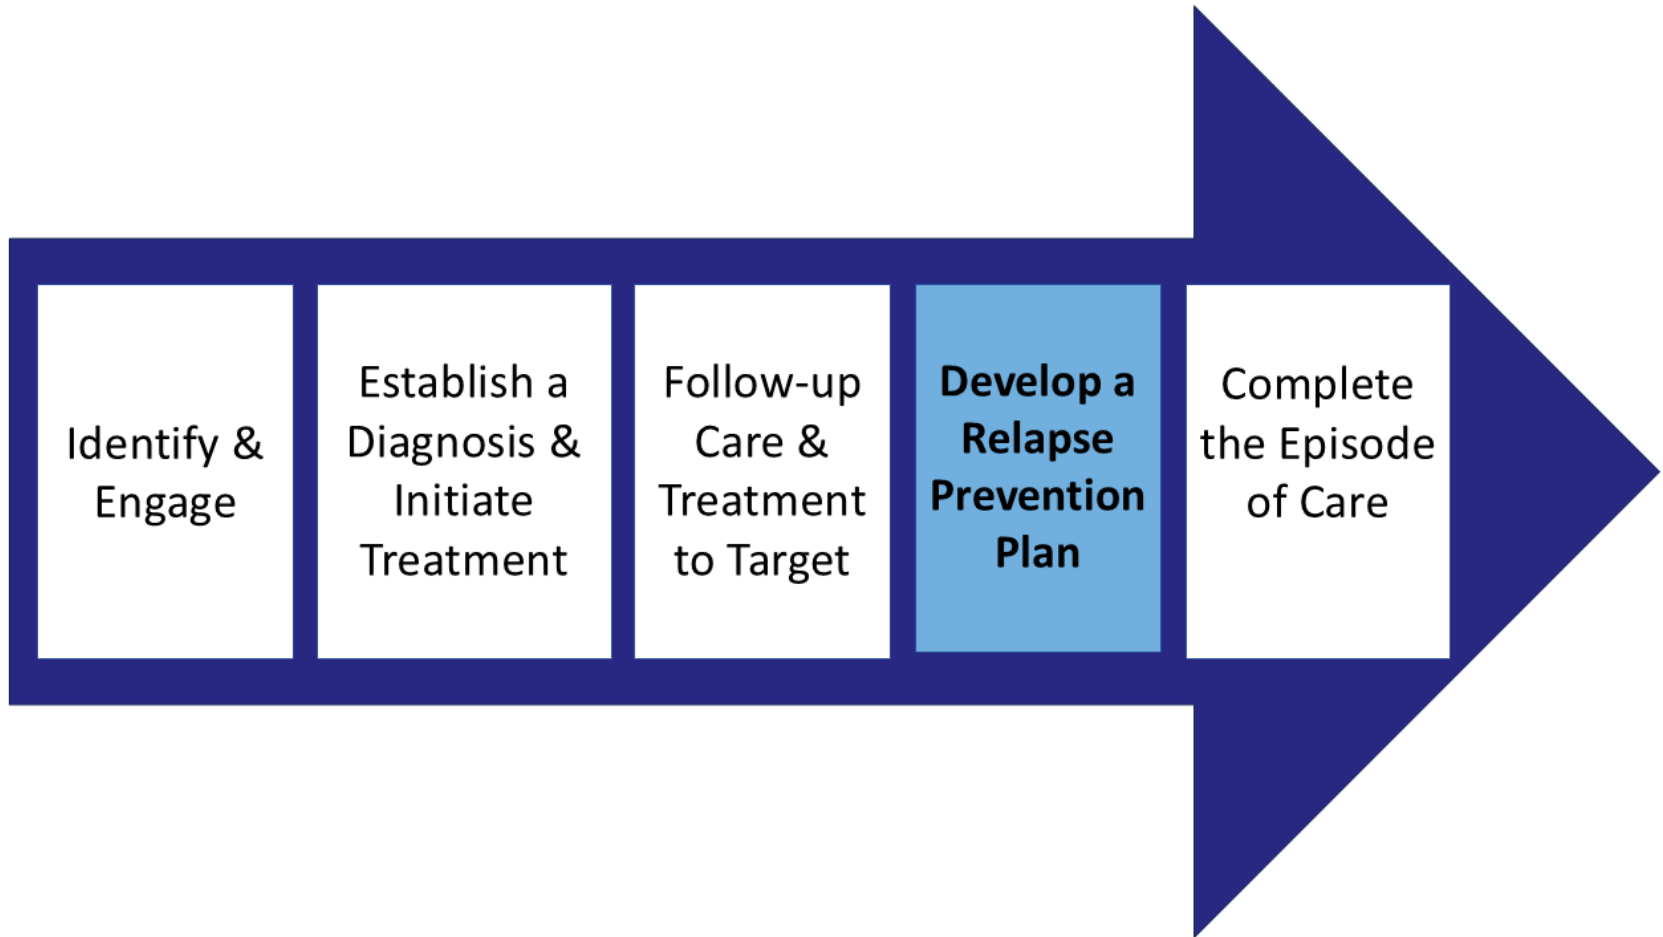 Identify &
Engage
Establish a
Diagnosis &
Initiate
Treatment
Follow-up
Care &
Treatment
to Target
Develop a
Relapse
Prevention
Plan
Complete
the Episode
of Care